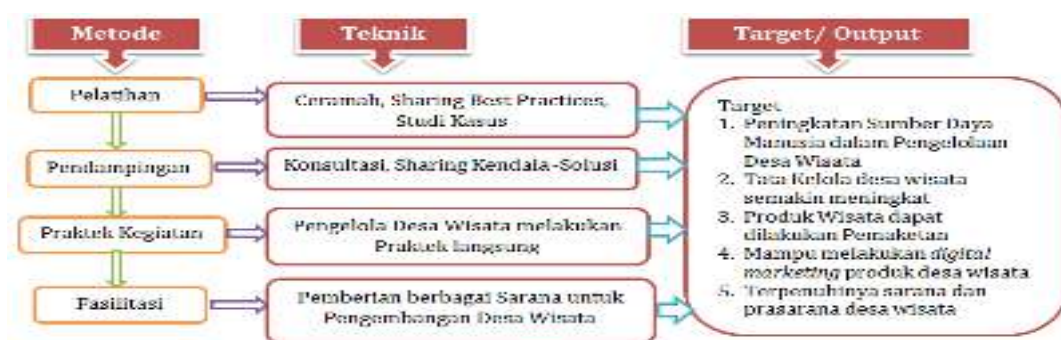 Metode
Teknik
Target/ Output
Pelatihan
Ceramah, Sharing Best Practices,
Studi Kasus
Pendampingan
Konsultasi, Sharing Kendala-Solusi
Praktek Kegiatan
Pengelola Desa Wisata melakukan
Praktek langsung
Fasilitasi
Pemberian berbagai Sarana untuk
Pengembangan Desa Wisata
Target
1. Peningkatan Sumber Daya
Manusia dalam Pengelolaan
Desa Wisata
2. Tata Kelola desa wisata
semakin meningkat
3. Produk Wisata dapat
dilakukan Pemaketan
4. Mampu melakukan digital
marketing produk desa wisata
5. Terpenuhinya sarana dan
prasarana desa wisata